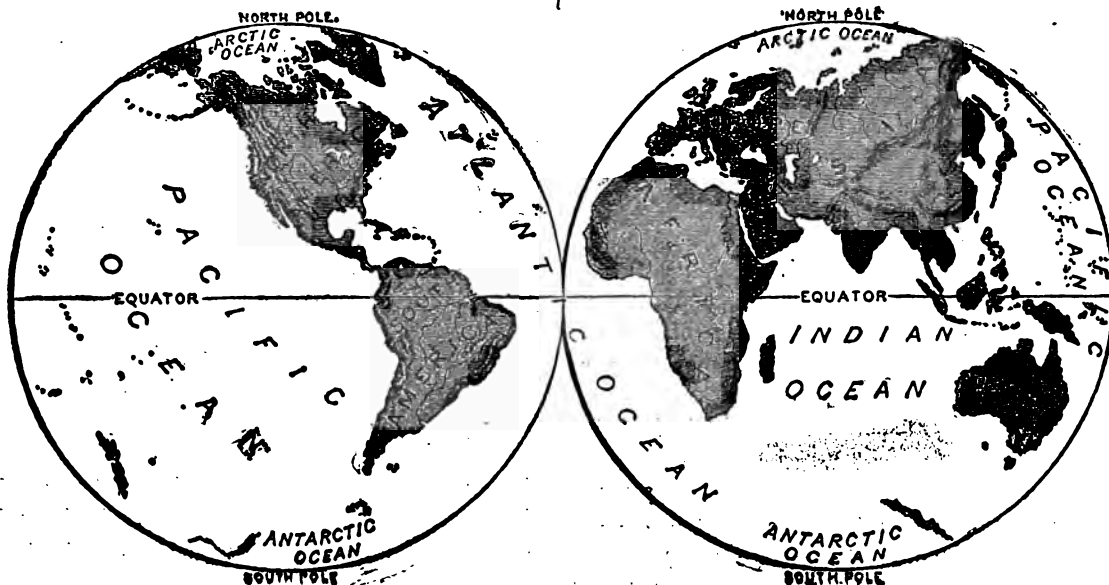 NORTH POLE.
ARCTIC
OCEAN
ATLANTIC OCEAN
PACIFIC
OCEAN
EQUATOR
ANTARCTIC
OCEAN
SOUTH POLE
NORTH POLE
ARCTIC OCEAN
PACIFIC
OCEAN
EQUATOR
INDIAN
OCEAN
ANTARCTIC
OCEAN
SOUTH POLE